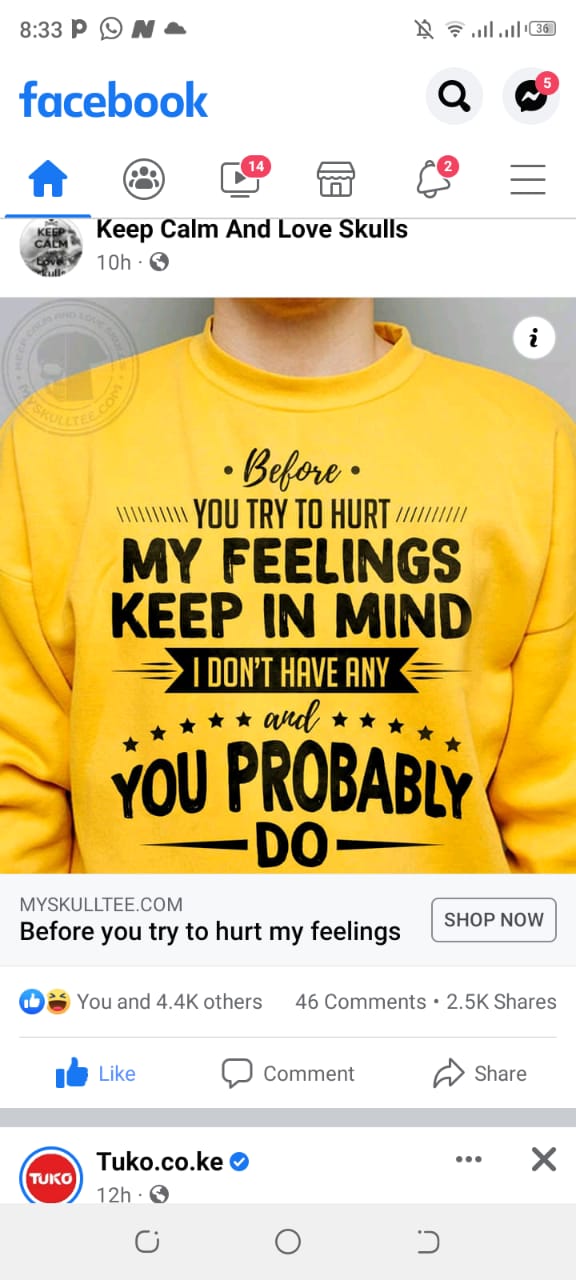 8:33
36
facebook
5
14
2
KEEP
CALM
Love
Skulls
Keep Calm And Love Skulls
10h
i
KEEP CALM AND LOVE SKULLS
MYSKULLTEE.COM
• Before •
YOU TRY TO HURT
MY FEELINGS
KEEP IN MIND
I DON'T HAVE ANY
and
YOU PROBABLY
DO
MYSKULLTEE.COM
Before you try to hurt my feelings
SHOP NOW
You and 4.4K others
46 Comments • 2.5K Shares
Like
Comment
Share
TUKO
Tuko.co.ke
12h